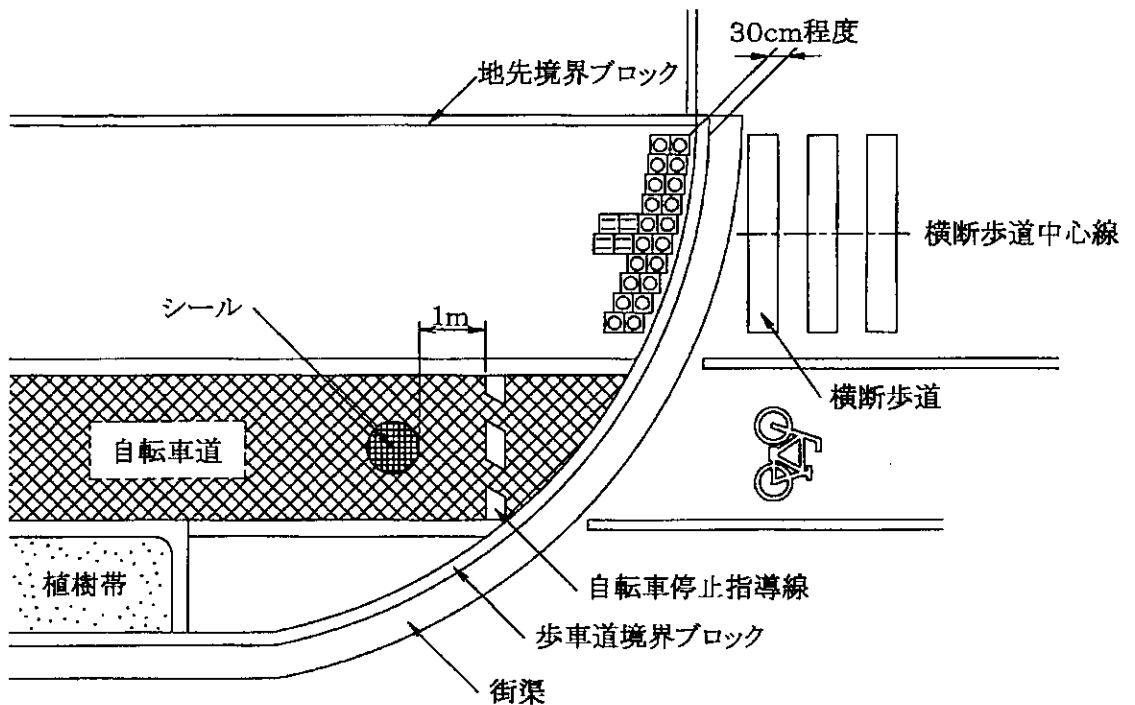 30cm程度
地先境界ブロック
横断歩道中心線
シール
1m
横断歩道
自転車道
植樹帯
自転車停止指導線
歩車道境界ブロック
街渠